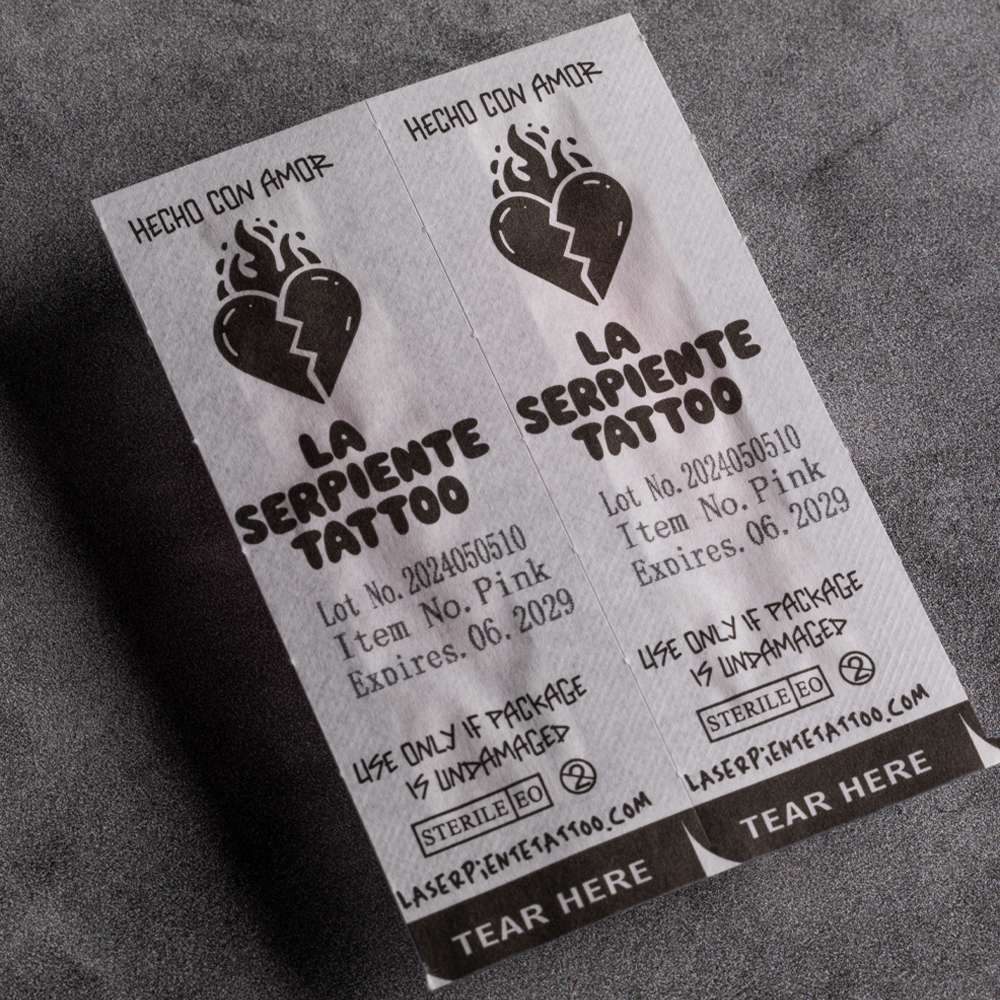 HECHO CON AMOR
LA
SERPIENTE
TATTOO
Lot No. 2024050510
Item No. Pink
Expires. 06. 2029
USE ONLY IF PACKAGE
IS UNDAMAGED
STERILE EO 2
LASERPiENTETATTOO.COM
TEAR HERE
HECHO CON AMOR
LA
SERPIENTE
TATTOO
Lot No. 2024050510
Item No. Pink
Expires. 06. 2029
USE ONLY IF PACKAGE
IS UNDAMAGED
STERILE EO 2
LASERPiENTETATTOO.COM
TEAR HERE